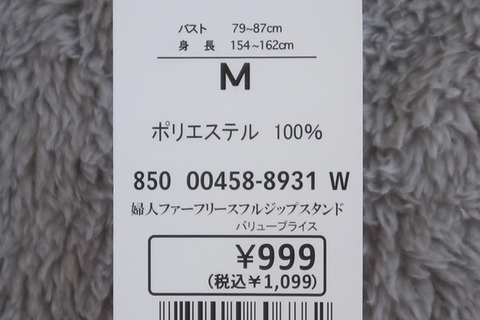 バスト 79~87cm
身長 154~162cm
M
ポリエステル 100%
850 00458-8931 W
婦人ファーフリースフルジップスタンド
バリュープライス
¥999
(税込¥1,099)